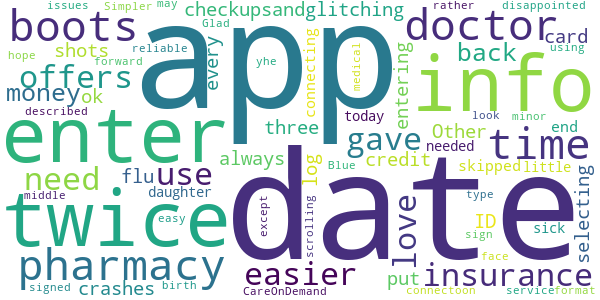 issues Simpler may rather disappointed
boots app checkupsand glitching doctor card
shots every Glad hope reliable forward yhe connecting medical entering back using
offers info
money ok described today three Other minor end
enter gave time
need flu use always log Blue credit needed skipped little look
middle daughter except scrolling love type ID sick selecting
twice date easy sign
pharmacy easier put face insurance
signed crashes birth CareOnDemand connectoon service format